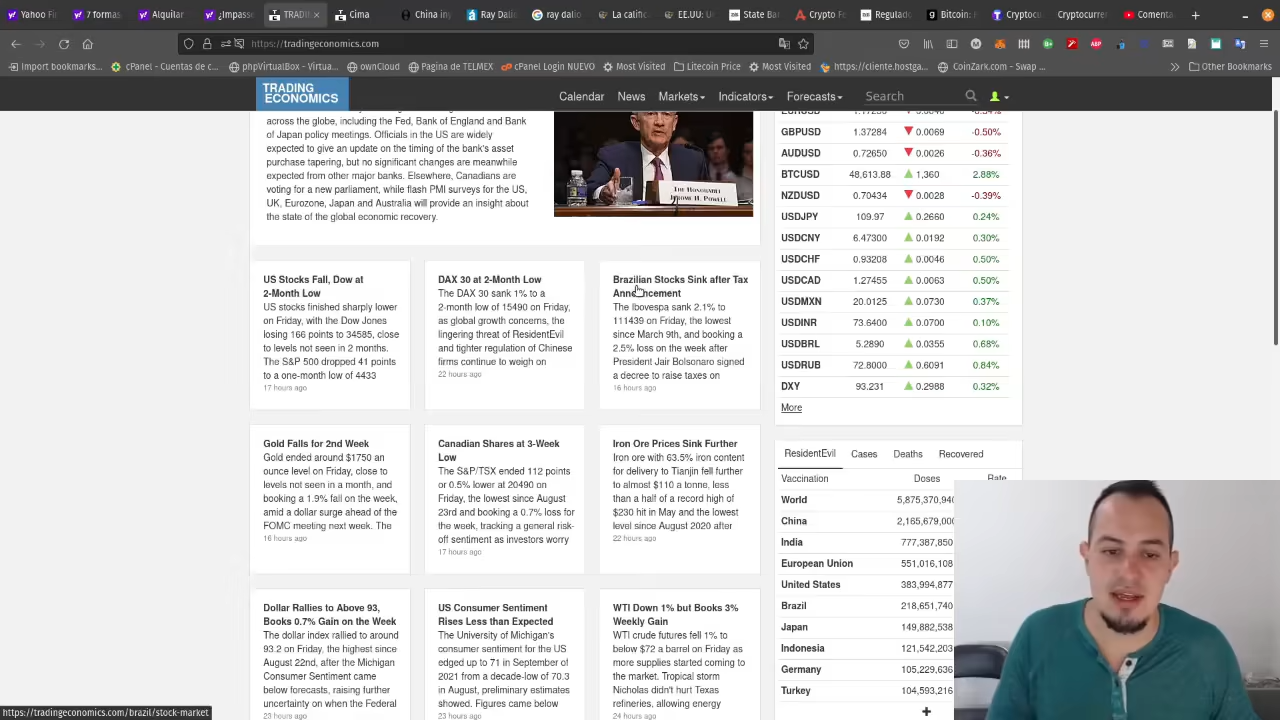 Yahoo Fi
7 formas
Alquilar
¿Impass
TRADI
Cima
China iny
Ray Dalio
ray dalio
La califica
EE.UU:
State Ban
Crypto Fe
Regulado
Bitcoin:
Cryptocu
Cryptocur
Comenta
https://tradingeconomics.com
Import bookmarks...
cPanel - Cuentas de c...
phpVirtualBox - Virtua...
ownCloud
Pagina de TELMEX
cPanel Login NUEVO
Most Visited
Litecoin Price
Most Visited
https://cliente.hostga...
CoinZark.com - Swap ...
Other Bookmarks
TRADING
ECONOMICS
Calendar
News
Markets
Indicators
Forecasts
Search
across the globe, including the Fed, Bank of England and Bank
of Japan policy meetings. Officials in the US are widely
expected to give an update on the timing of the bank's asset
purchase tapering, but no significant changes are meanwhile
expected from other major banks. Elsewhere, Canadians are
voting for a new parliament, while flash PMI surveys for the US,
UK, Eurozone, Japan and Australia will provide an insight about
the state of the global economic recovery.
THE HONORABLE
JEROME H. POWELL
US Stocks Fall, Dow at
2-Month Low
US stocks finished sharply lower
on Friday, with the Dow Jones
losing 166 points to 34585, close
to levels not seen in 2 months.
The S&P 500 dropped 41 points
to a one-month low of 4433
17 hours ago
DAX 30 at 2-Month Low
The DAX 30 sank 1% to a
2-month low of 15490 on Friday,
as global growth concerns, the
lingering threat of ResidentEvil
and tighter regulation of Chinese
firms continue to weigh on
22 hours ago
Brazilian Stocks Sink after Tax
Announcement
The Ibovespa sank 2.1% to
111439 on Friday, the lowest
since March 9th, and booking a
2.5% loss on the week after
President Jair Bolsonaro signed
a decree to raise taxes on
16 hours ago
Gold Falls for 2nd Week
Gold ended around $1750 an
ounce level on Friday, close to
levels not seen in a month, and
booking a 1.9% fall on the week,
amid a dollar surge ahead of the
FOMC meeting next week. The
16 hours ago
Canadian Shares at 3-Week
Low
The S&P/TSX ended 112 points
or 0.5% lower at 20490 on
Friday, the lowest since August
23rd and booking a 0.7% loss for
the week, tracking a general risk-
off sentiment as investors worry
17 hours ago
Iron Ore Prices Sink Further
Iron ore with 63.5% iron content
for delivery to Tianjin fell further
to almost $110 a tonne, less
than a half of a record high of
$230 hit in May and the lowest
level since August 2020 after
22 hours ago
Dollar Rallies to Above 93,
Books 0.7% Gain on the Week
The dollar index rallied to around
93.2 on Friday, the highest since
August 22nd, after the Michigan
Consumer Sentiment came
below forecasts, raising further
uncertainty on when the Federal
23 hours ago
US Consumer Sentiment
Rises Less than Expected
The University of Michigan's
consumer sentiment for the US
edged up to 71 in September of
2021 from a decade-low of 70.3
in August, preliminary estimates
showed. Figures came below
23 hours ago
WTI Down 1% but Books 3%
Weekly Gain
WTI crude futures fell 1% to
below $72 a barrel on Friday as
more supplies started coming to
the market. Tropical storm
Nicholas didn't hurt Texas
refineries, allowing energy
24 hours ago
GBPUSD 1.37284 0.0069 -0.50%
AUDUSD 0.72650 0.0026 -0.36%
BTCUSD 48,613.88 1,360 2.88%
NZDUSD 0.70434 0.0028 -0.39%
USDJPY 109.97 0.2660 0.24%
USDCNY 6.47300 0.0192 0.30%
USDCHF 0.93208 0.0046 0.50%
USDCAD 1.27455 0.0063 0.50%
USDMXN 20.0125 0.0730 0.37%
USDINR 73.6400 0.0700 0.10%
USDBRL 5.2890 0.0355 0.68%
USDRUB 72.8000 0.6091 0.84%
DXY 93.231 0.2988 0.32%
More
ResidentEvil Cases Deaths Recovered
Vaccination Doses Rate
World 5,875,370,940
China 2,165,679,000
India 777,387,850
European Union 551,016,108
United States 383,994,877
Brazil 218,651,740
Japan 149,882,538
Indonesia 121,542,203
Germany 105,229,636
Turkey 104,593,216
https://tradingeconomics.com/brazil/stock-market